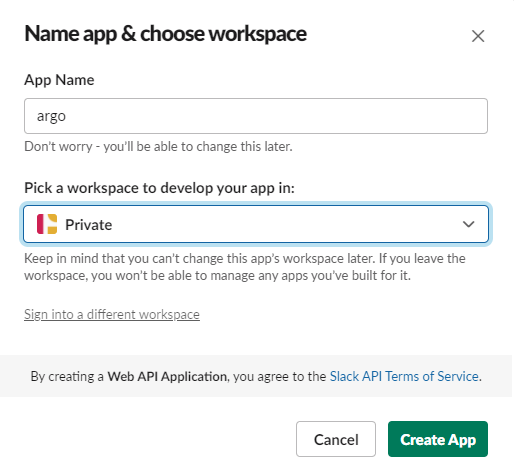 Name app & choose workspace
App Name
argo
Don't worry - you'll be able to change this later.
Pick a workspace to develop your app in:
Private
Keep in mind that you can't change this app's workspace later. If you leave the
workspace, you won't be able to manage any apps you've built for it.
Sign into a different workspace
By creating a Web API Application, you agree to the Slack API Terms of Service.
Cancel
Create App